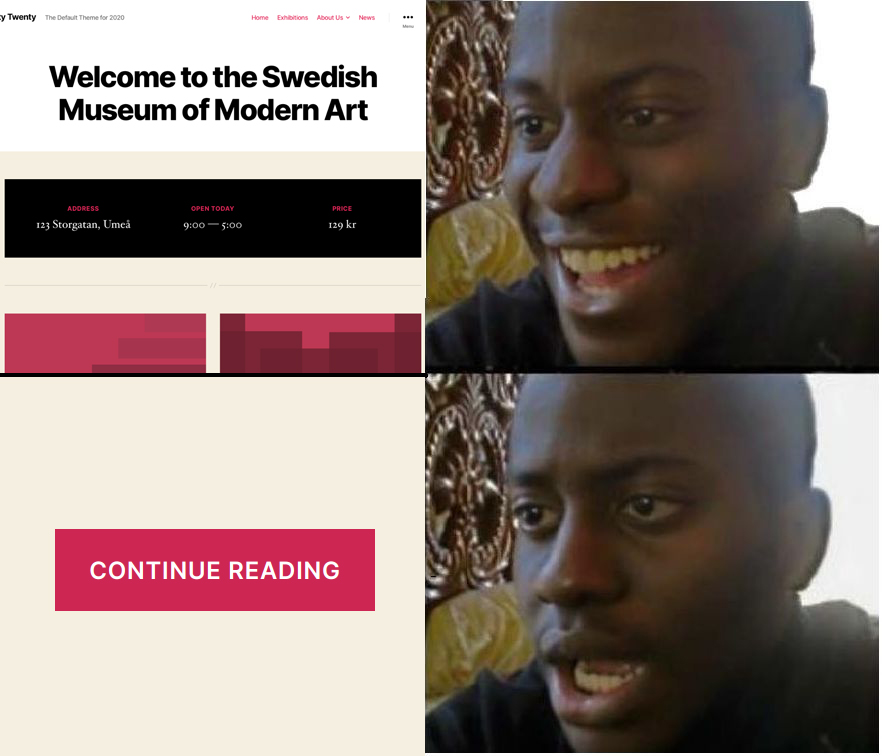 ty Twenty The Default Theme for 2020 Home Exhibitions About Us News
Menu
Welcome to the Swedish
Museum of Modern Art
ADDRESS OPEN TODAY PRICE
123 Storgatan, Umeå 9:00 — 5:00 129 kr
//
CONTINUE READING